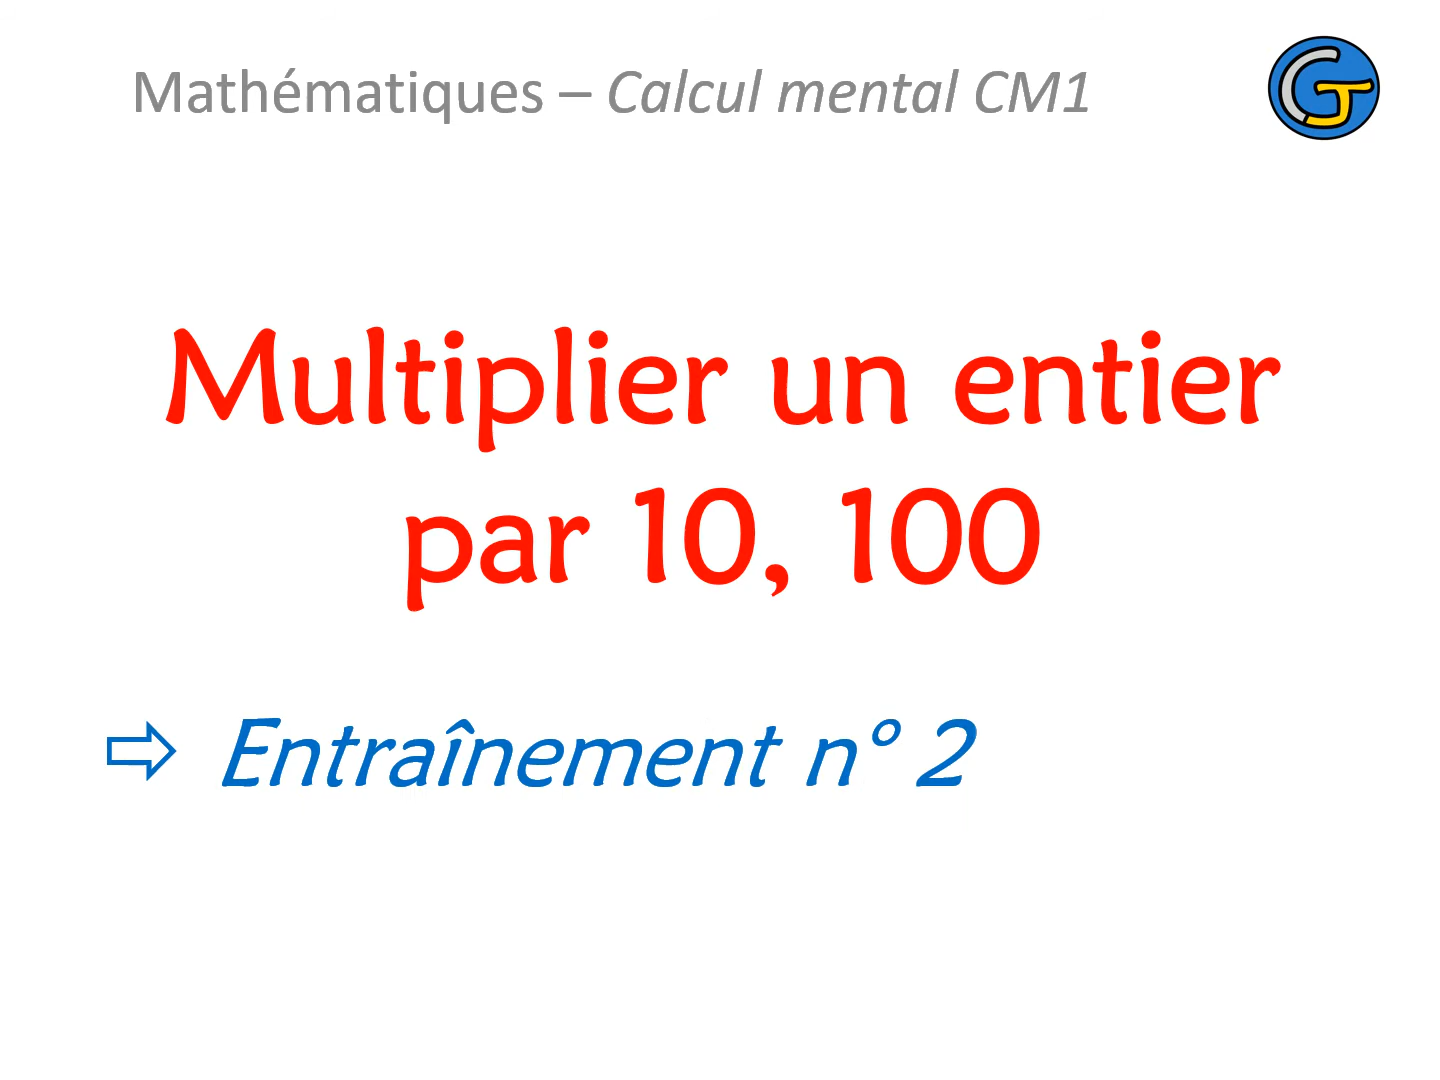 Mathématiques – Calcul mental CM1
Multiplier un entier
par 10, 100
⇨ Entraînement n° 2